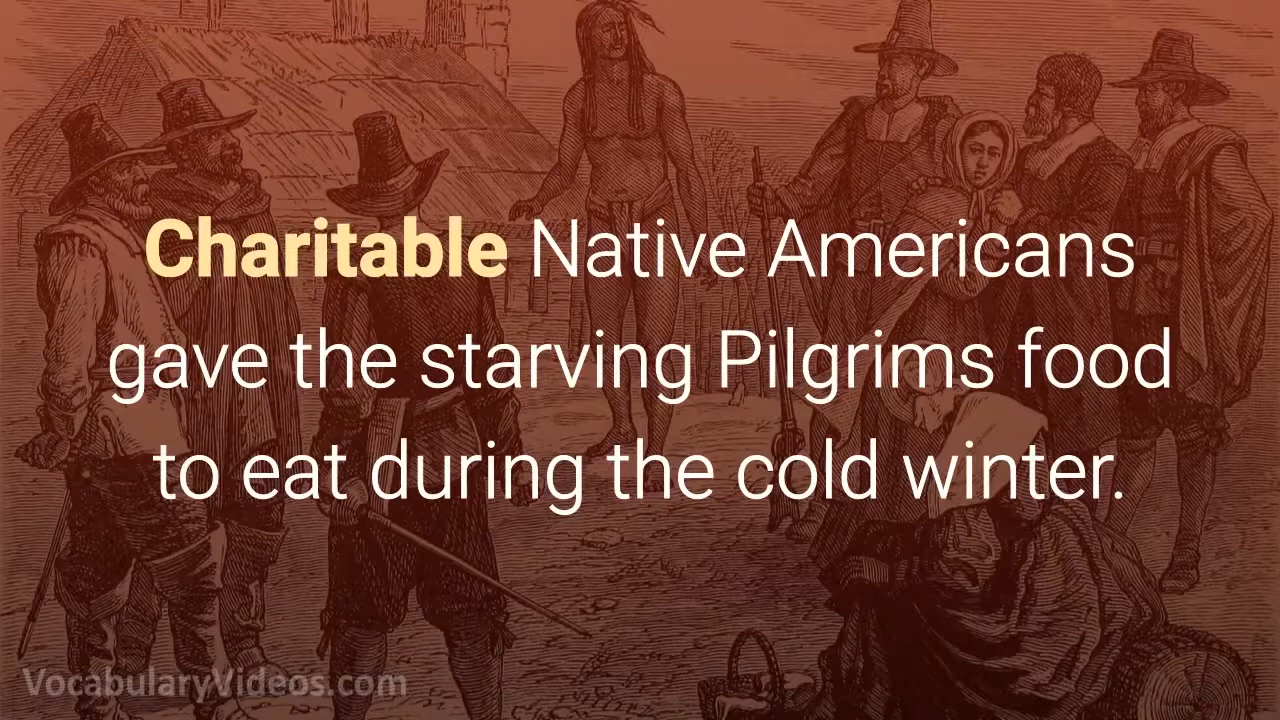 Charitable Native Americans
gave the starving Pilgrims food
to eat during the cold winter.
VocabularyVideos.com